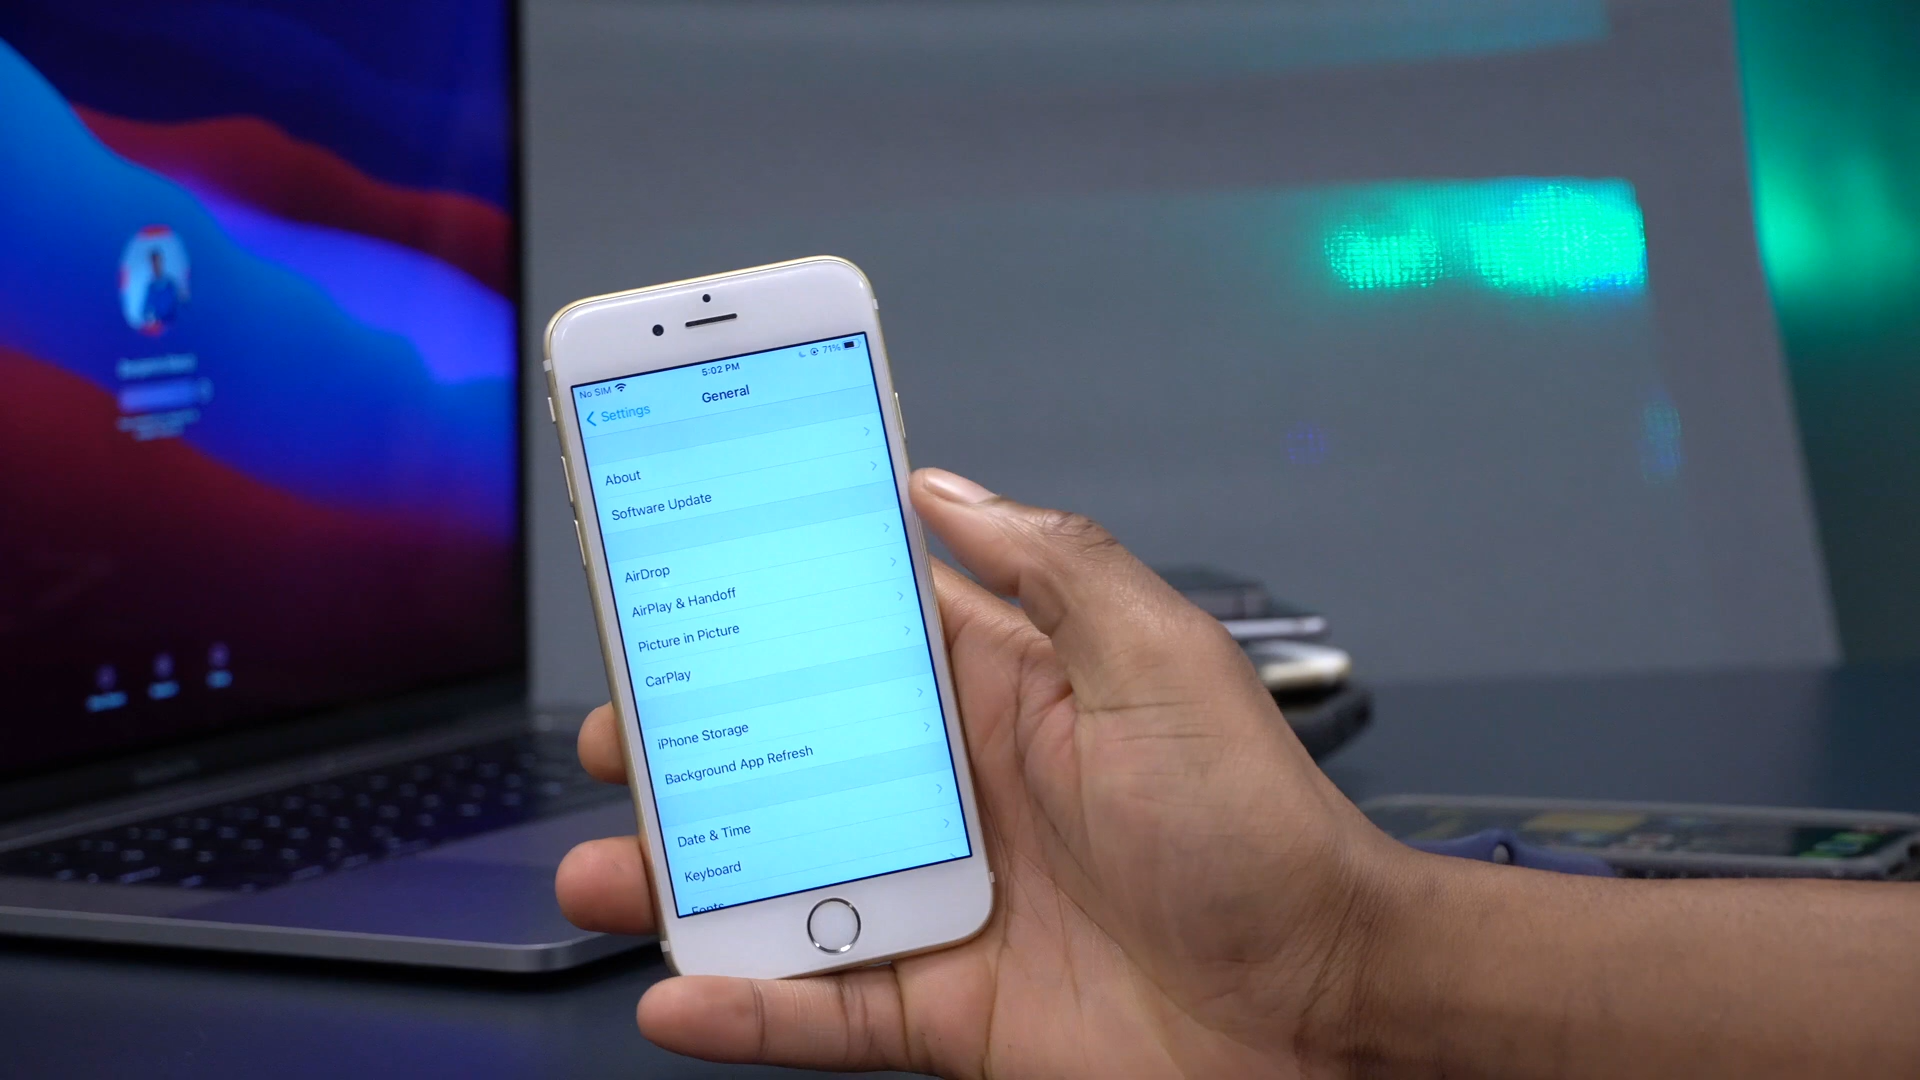 No SIM 5:02 PM 71%
Settings General
About
Software Update
AirDrop
AirPlay & Handoff
Picture in Picture
CarPlay
iPhone Storage
Background App Refresh
Date & Time
Keyboard
Fonts